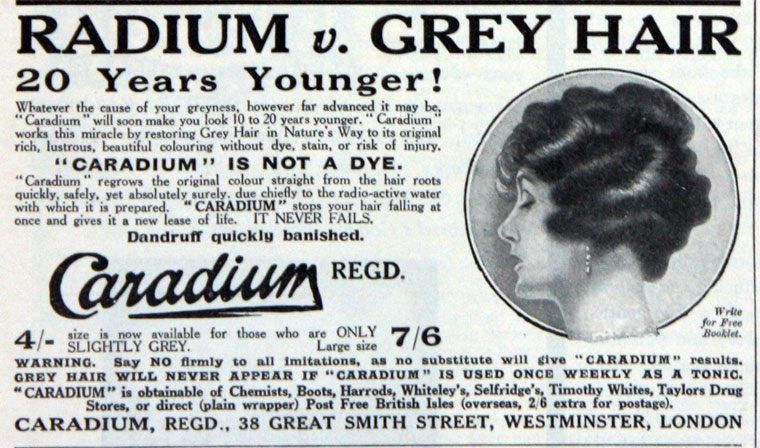 RADIUM v. GREY HAIR
20 Years Younger!
Whatever the cause of your greyness, however far advanced it may be,
"Caradium" will soon make you look 10 to 20 years younger. "Caradium"
works this miracle by restoring Grey Hair in Nature's Way to its original
rich, lustrous, beautiful colouring without dye, stain, or risk of injury.
"CARADIUM" IS NOT A DYE.
"Caradium" regrows the original colour straight from the hair roots
quickly, safely, yet absolutely surely, due chiefly to the radio-active water
with which it is prepared. "CARADIUM" stops your hair falling at
once and gives it a new lease of life. IT NEVER FAILS.
Dandruff quickly banished.
Caradium REGD.
Write
for Free
Booklet.
4/- size is now available for those who are ONLY
SLIGHTLY GREY. Large size 7/6
WARNING. Say NO firmly to all imitations, as no substitute will give "CARADIUM" results.
GREY HAIR WILL NEVER APPEAR IF "CARADIUM" IS USED ONCE WEEKLY AS A TONIC.
"CARADIUM" is obtainable of Chemists, Boots, Harrods, Whiteley's, Selfridge's, Timothy Whites, Taylors Drug
Stores, or direct (plain wrapper) Post Free British Isles (overseas, 2/6 extra for postage).
CARADIUM, REGD., 38 GREAT SMITH STREET, WESTMINSTER, LONDON